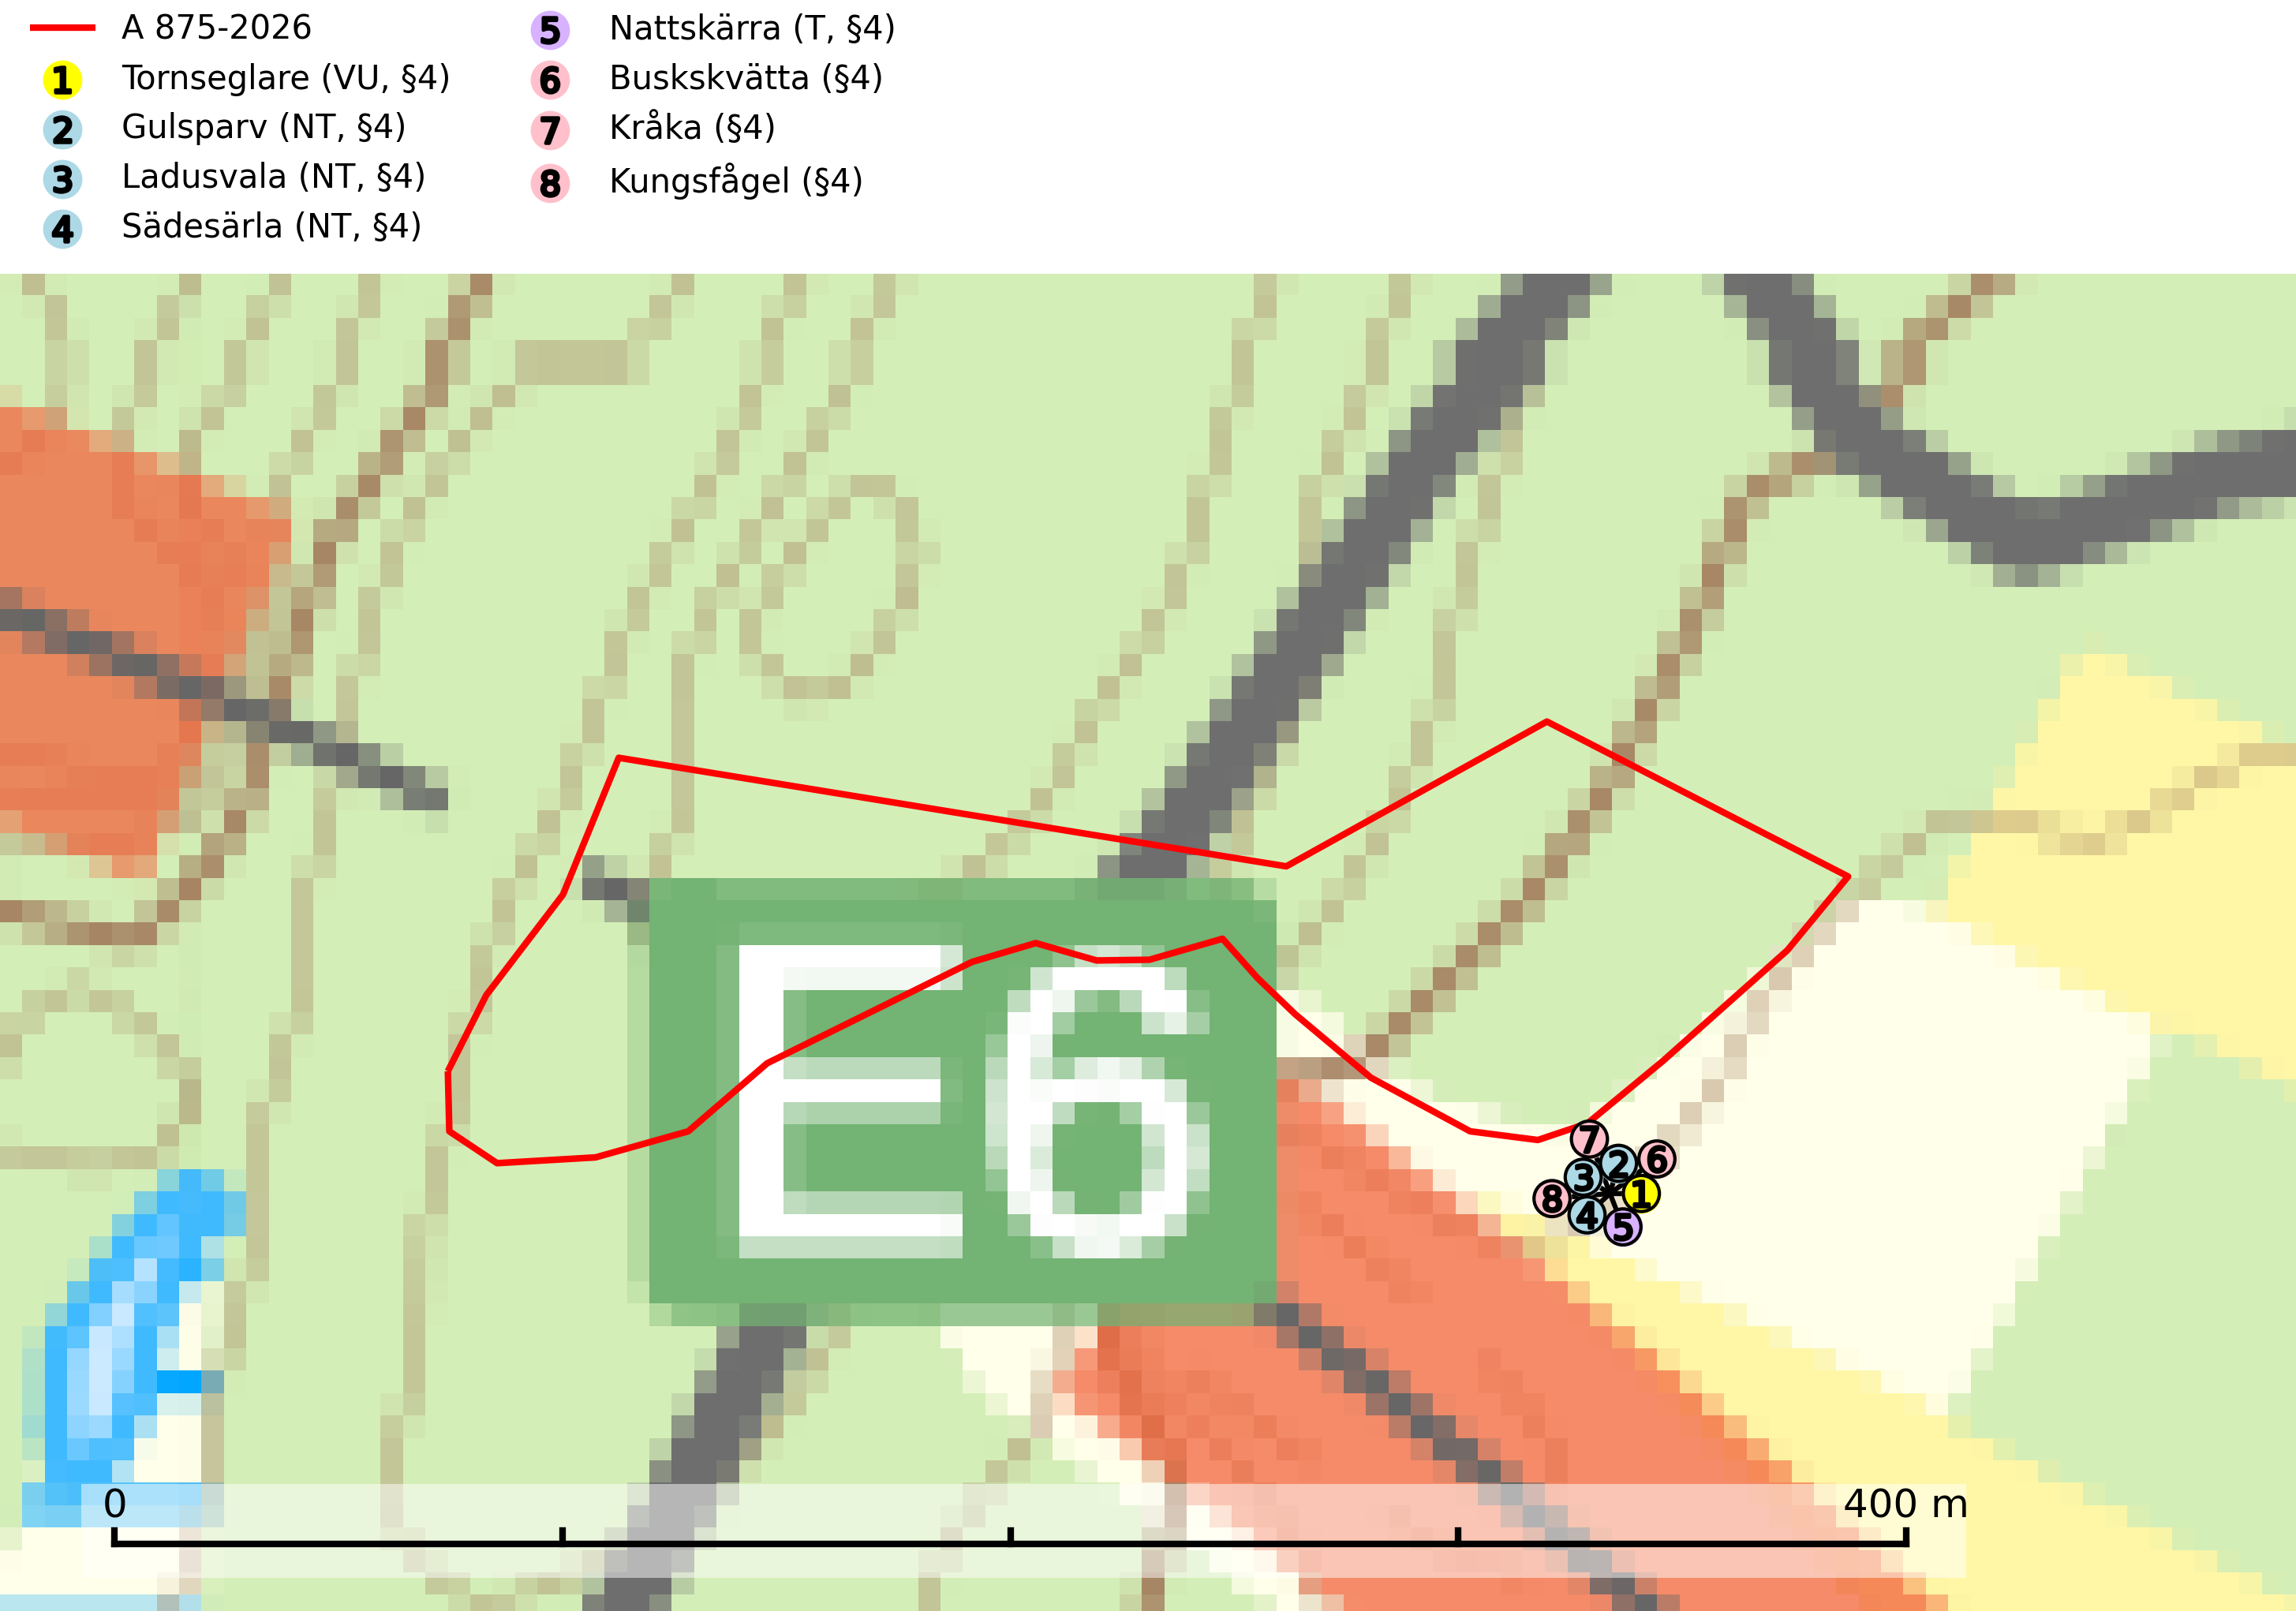 A 875-2026
1 Tornseglare (VU, §4)
2 Gulsparv (NT, §4)
3 Ladusvala (NT, §4)
4 Sädesärla (NT, §4)
5 Nattskärra (T, §4)
6 Buskskvätta (§4)
7 Kråka (§4)
8 Kungsfågel (§4)
E6
7
2 6
3
8 1
4
5
0 400 m